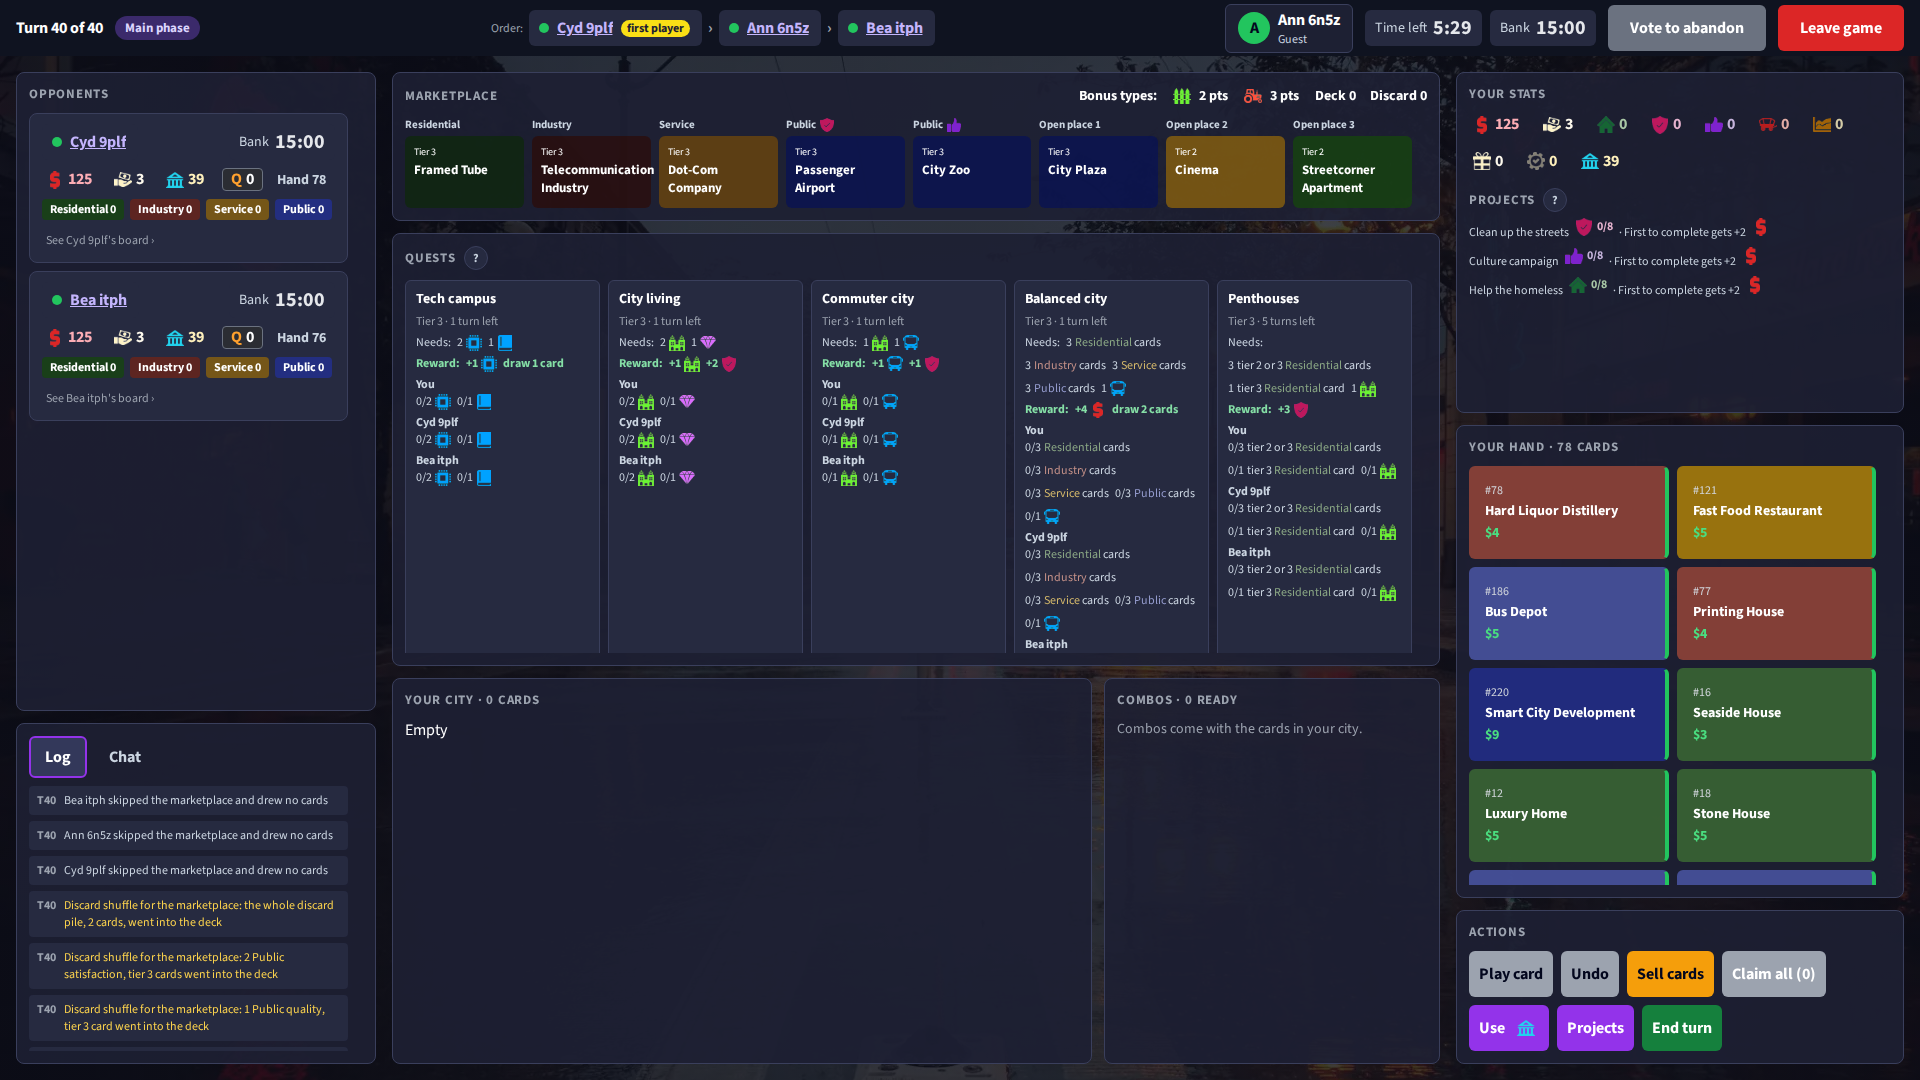 Turn 40 of 40
Main phase
Order:
Cyd 9plf
first player
›
Ann 6n5z
›
Bea itph
A
Ann 6n5z
Guest
Time left 5:29
Bank 15:00
Vote to abandon
Leave game
OPPONENTS
Cyd 9plf
Bank 15:00
125
3
39
Q 0
Hand 78
Residential 0
Industry 0
Service 0
Public 0
See Cyd 9plf's board ›
Bea itph
Bank 15:00
125
3
39
Q 0
Hand 76
Residential 0
Industry 0
Service 0
Public 0
See Bea itph's board ›
Log
Chat
T40 Bea itph skipped the marketplace and drew no cards
T40 Ann 6n5z skipped the marketplace and drew no cards
T40 Cyd 9plf skipped the marketplace and drew no cards
T40 Discard shuffle for the marketplace: the whole discard
pile, 2 cards, went into the deck
T40 Discard shuffle for the marketplace: 2 Public
satisfaction, tier 3 cards went into the deck
T40 Discard shuffle for the marketplace: 1 Public quality,
tier 3 card went into the deck
MARKETPLACE
Bonus types:
2 pts
3 pts
Deck 0
Discard 0
Residential
Tier 3
Framed Tube
Industry
Tier 3
Telecommunication
Industry
Service
Tier 3
Dot-Com
Company
Public
Tier 3
Passenger
Airport
Public
Tier 3
City Zoo
Open place 1
Tier 3
City Plaza
Open place 2
Tier 2
Cinema
Open place 3
Tier 2
Streetcorner
Apartment
QUESTS
?
Tech campus
Tier 3 · 1 turn left
Needs: 2 1
Reward: +1 draw 1 card
You
0/2 0/1
Cyd 9plf
0/2 0/1
Bea itph
0/2 0/1
City living
Tier 3 · 1 turn left
Needs: 2 1
Reward: +1 +2
You
0/2 0/1
Cyd 9plf
0/2 0/1
Bea itph
0/2 0/1
Commuter city
Tier 3 · 1 turn left
Needs: 1 1
Reward: +1 +1
You
0/1 0/1
Cyd 9plf
0/1 0/1
Bea itph
0/1 0/1
Balanced city
Tier 3 · 1 turn left
Needs: 3 Residential cards
3 Industry cards 3 Service cards
3 Public cards 1
Reward: +4 draw 2 cards
You
0/3 Residential cards
0/3 Industry cards
0/3 Service cards 0/3 Public cards
0/1
Cyd 9plf
0/3 Residential cards
0/3 Industry cards
0/3 Service cards 0/3 Public cards
0/1
Bea itph
Penthouses
Tier 3 · 5 turns left
Needs:
3 tier 2 or 3 Residential cards
1 tier 3 Residential card 1
Reward: +3
You
0/3 tier 2 or 3 Residential cards
0/1 tier 3 Residential card 0/1
Cyd 9plf
0/3 tier 2 or 3 Residential cards
0/1 tier 3 Residential card 0/1
Bea itph
0/3 tier 2 or 3 Residential cards
0/1 tier 3 Residential card 0/1
YOUR CITY · 0 CARDS
Empty
COMBOS · 0 READY
Combos come with the cards in your city.
YOUR STATS
125
3
0
0
0
0
0
0
0
39
PROJECTS
?
Clean up the streets 0/8 · First to complete gets +2
Culture campaign 0/8 · First to complete gets +2
Help the homeless 0/8 · First to complete gets +2
YOUR HAND · 78 CARDS
#78
Hard Liquor Distillery
$4
#121
Fast Food Restaurant
$5
#186
Bus Depot
$5
#77
Printing House
$4
#220
Smart City Development
$9
#16
Seaside House
$3
#12
Luxury Home
$5
#18
Stone House
$5
ACTIONS
Play card
Undo
Sell cards
Claim all (0)
Use
Projects
End turn